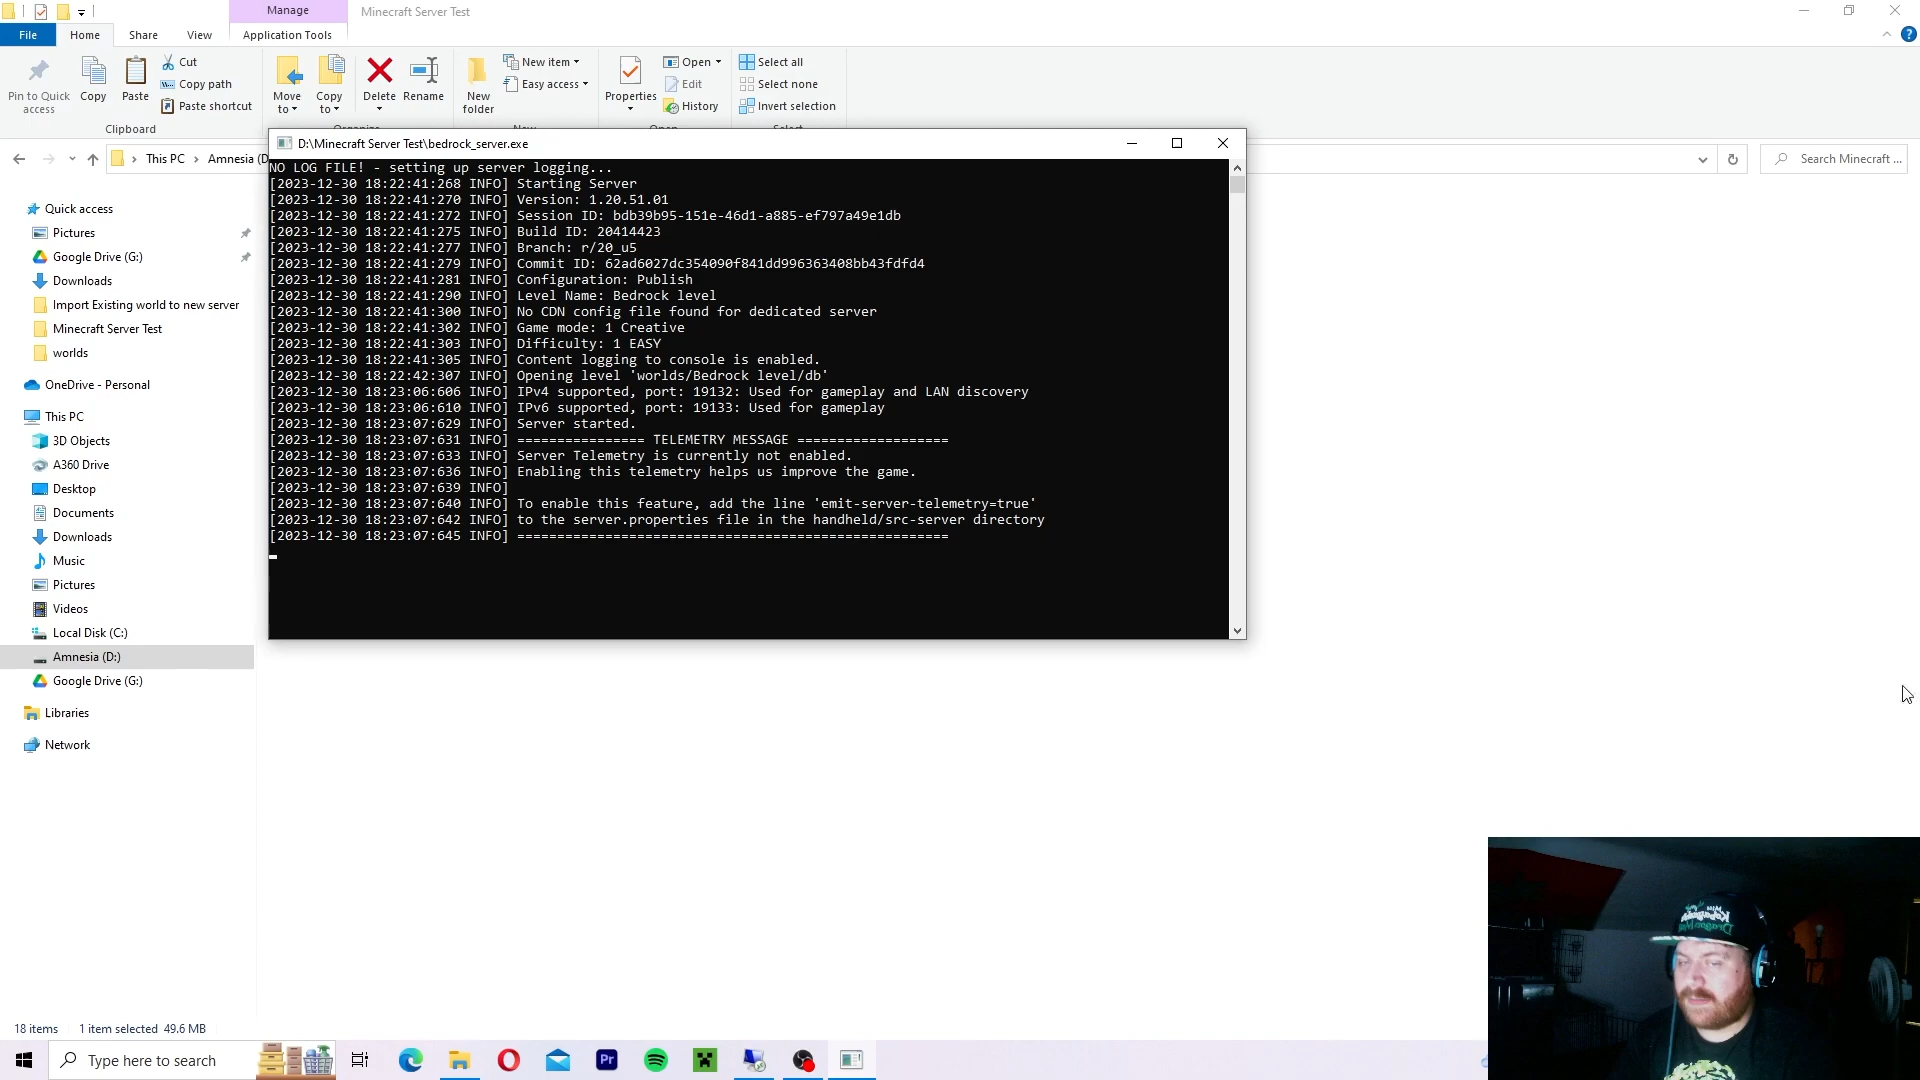 Manage
Minecraft Server Test
File
Home
Share
View
Application Tools
Pin to Quick access
Copy
Paste
Cut
Copy path
Paste shortcut
Clipboard
Move to
Copy to
Delete
Rename
New folder
New item
Easy access
Properties
Open
Edit
History
Select all
Select none
Invert selection
This PC
Amnesia (D
Search Minecraft ...
D:\Minecraft Server Test\bedrock_server.exe
NO LOG FILE! - setting up server logging...
[2023-12-30 18:22:41:268 INFO] Starting Server
[2023-12-30 18:22:41:270 INFO] Version: 1.20.51.01
[2023-12-30 18:22:41:272 INFO] Session ID: bdb39b95-151e-46d1-a885-ef797a49e1db
[2023-12-30 18:22:41:275 INFO] Build ID: 20414423
[2023-12-30 18:22:41:277 INFO] Branch: r/20_u5
[2023-12-30 18:22:41:279 INFO] Commit ID: 62ad6027dc354090f841dd996363408bb43fdfd4
[2023-12-30 18:22:41:281 INFO] Configuration: Publish
[2023-12-30 18:22:41:290 INFO] Level Name: Bedrock level
[2023-12-30 18:22:41:300 INFO] No CDN config file found for dedicated server
[2023-12-30 18:22:41:302 INFO] Game mode: 1 Creative
[2023-12-30 18:22:41:303 INFO] Difficulty: 1 EASY
[2023-12-30 18:22:41:305 INFO] Content logging to console is enabled.
[2023-12-30 18:22:42:307 INFO] Opening level 'worlds/Bedrock level/db'
[2023-12-30 18:23:06:606 INFO] IPv4 supported, port: 19132: Used for gameplay and LAN discovery
[2023-12-30 18:23:06:610 INFO] IPv6 supported, port: 19133: Used for gameplay
[2023-12-30 18:23:07:629 INFO] Server started.
[2023-12-30 18:23:07:631 INFO] ================ TELEMETRY MESSAGE ===================
[2023-12-30 18:23:07:633 INFO] Server Telemetry is currently not enabled.
[2023-12-30 18:23:07:636 INFO] Enabling this telemetry helps us improve the game.
[2023-12-30 18:23:07:639 INFO]
[2023-12-30 18:23:07:640 INFO] To enable this feature, add the line 'emit-server-telemetry=true'
[2023-12-30 18:23:07:642 INFO] to the server.properties file in the handheld/src-server directory
[2023-12-30 18:23:07:645 INFO] ======================================================
Quick access
Pictures
Google Drive (G:)
Downloads
Import Existing world to new server
Minecraft Server Test
worlds
OneDrive - Personal
This PC
3D Objects
A360 Drive
Desktop
Documents
Downloads
Music
Pictures
Videos
Local Disk (C:)
Amnesia (D:)
Google Drive (G:)
Libraries
Network
18 items
1 item selected 49.6 MB
Type here to search
Pr